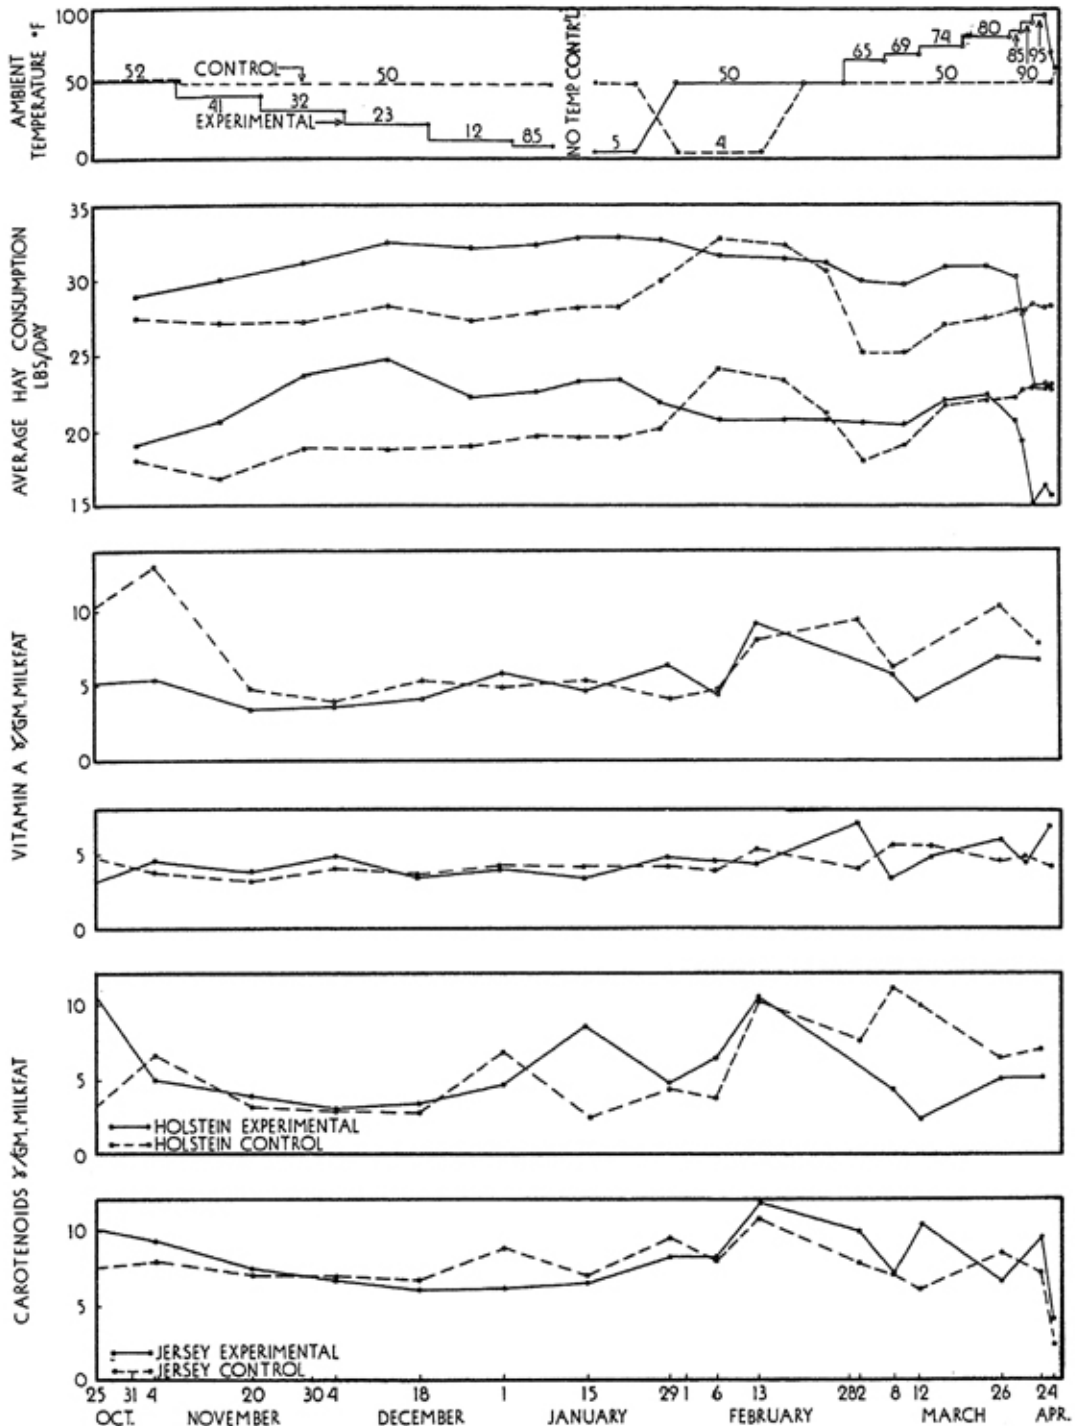 AMBIENT
TEMPERATURE °F
100
50
0
52
CONTROL
50
41
32
EXPERIMENTAL
23
12
85
NO TEMP CONTR'L
5
50
4
65
69
74
80
85
95
50
90
AVERAGE HAY CONSUMPTION
LBS/DAY
35
30
25
20
15
VITAMIN A ɣ/GM. MILKFAT
10
5
0
5
0
CAROTENOIDS ɣ/GM. MILKFAT
10
5
0
HOLSTEIN EXPERIMENTAL
HOLSTEIN CONTROL
10
5
0
JERSEY EXPERIMENTAL
JERSEY CONTROL
25 31 4 20 30 4 18 1 15 29 1 6 13 28 2 8 12 26 24
OCT. NOVEMBER DECEMBER JANUARY FEBRUARY MARCH APR.